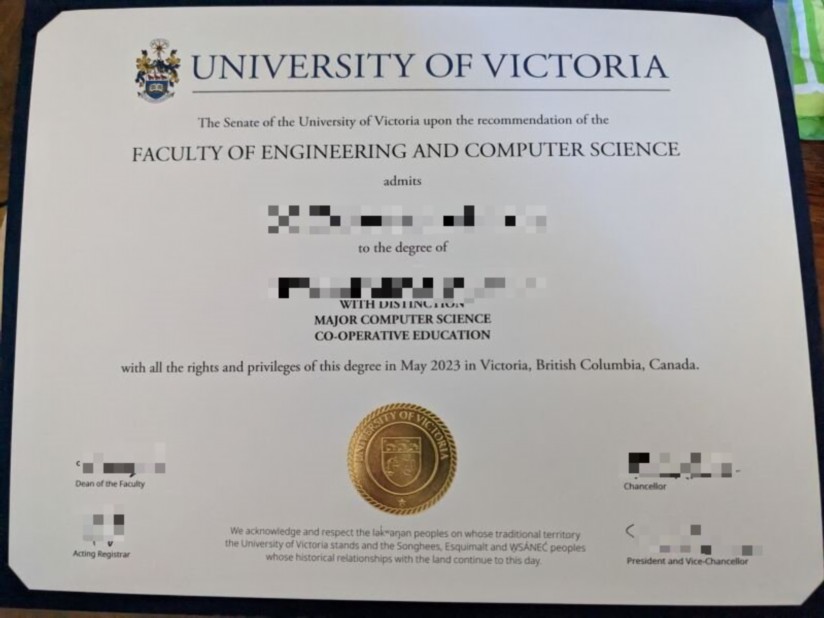 UNIVERSITY OF VICTORIA
The Senate of the University of Victoria upon the recommendation of the
FACULTY OF ENGINEERING AND COMPUTER SCIENCE
admits
to the degree of
WITH DISTINCTION
MAJOR COMPUTER SCIENCE
CO-OPERATIVE EDUCATION
with all the rights and privileges of this degree in May 2023 in Victoria, British Columbia, Canada.
UNIVERSITY OF VICTORIA
Dean of the Faculty
Chancellor
Acting Registrar
We acknowledge and respect the lək̓ʷəŋən peoples on whose traditional territory
the University of Victoria stands and the Songhees, Esquimalt and W̱SÁNEĆ peoples
whose historical relationships with the land continue to this day.
President and Vice-Chancellor